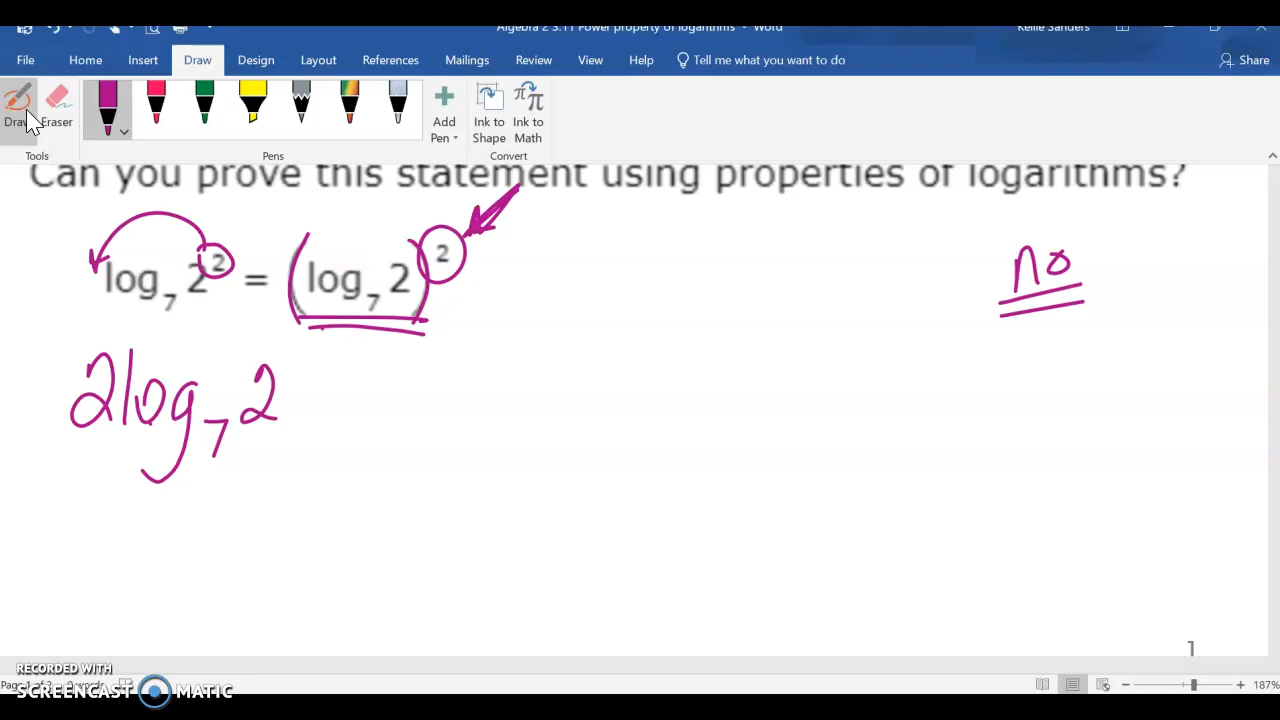 Algebra 2 3.11 Power property of logarithms - Word Kellie Sanders
File Home Insert Draw Design Layout References Mailings Review View Help Tell me what you want to do Share
Draw Eraser Add Pen Ink to Shape Ink to Math
Tools Pens Convert
Can you prove this statement using properties of logarithms?
log₇ 2² = (log₇ 2)² no
2log₇ 2
1
RECORDED WITH
SCREENCAST MATIC
187%